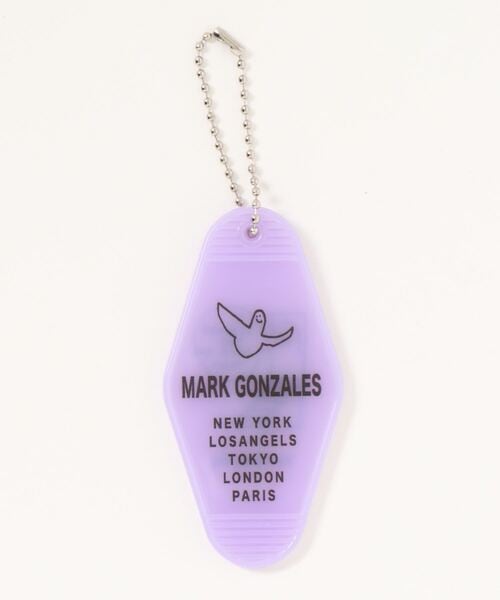 MARK GONZALES
NEW YORK
LOSANGELS
TOKYO
LONDON
PARIS